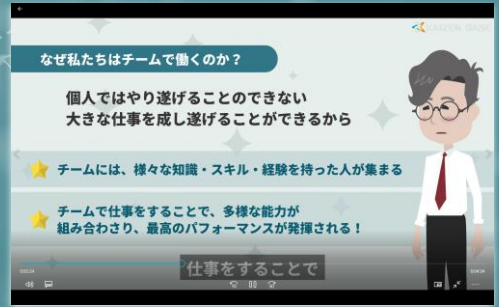 KAIZEN BASE
なぜ私たちはチームで働くのか？
個人ではやり遂げることのできない
大きな仕事を成し遂げることができるから
チームには、様々な知識・スキル・経験を持った人が集まる
チームで仕事をすることで、多様な能力が
組み合わさり、最高のパフォーマンスが発揮される！
仕事をすることで